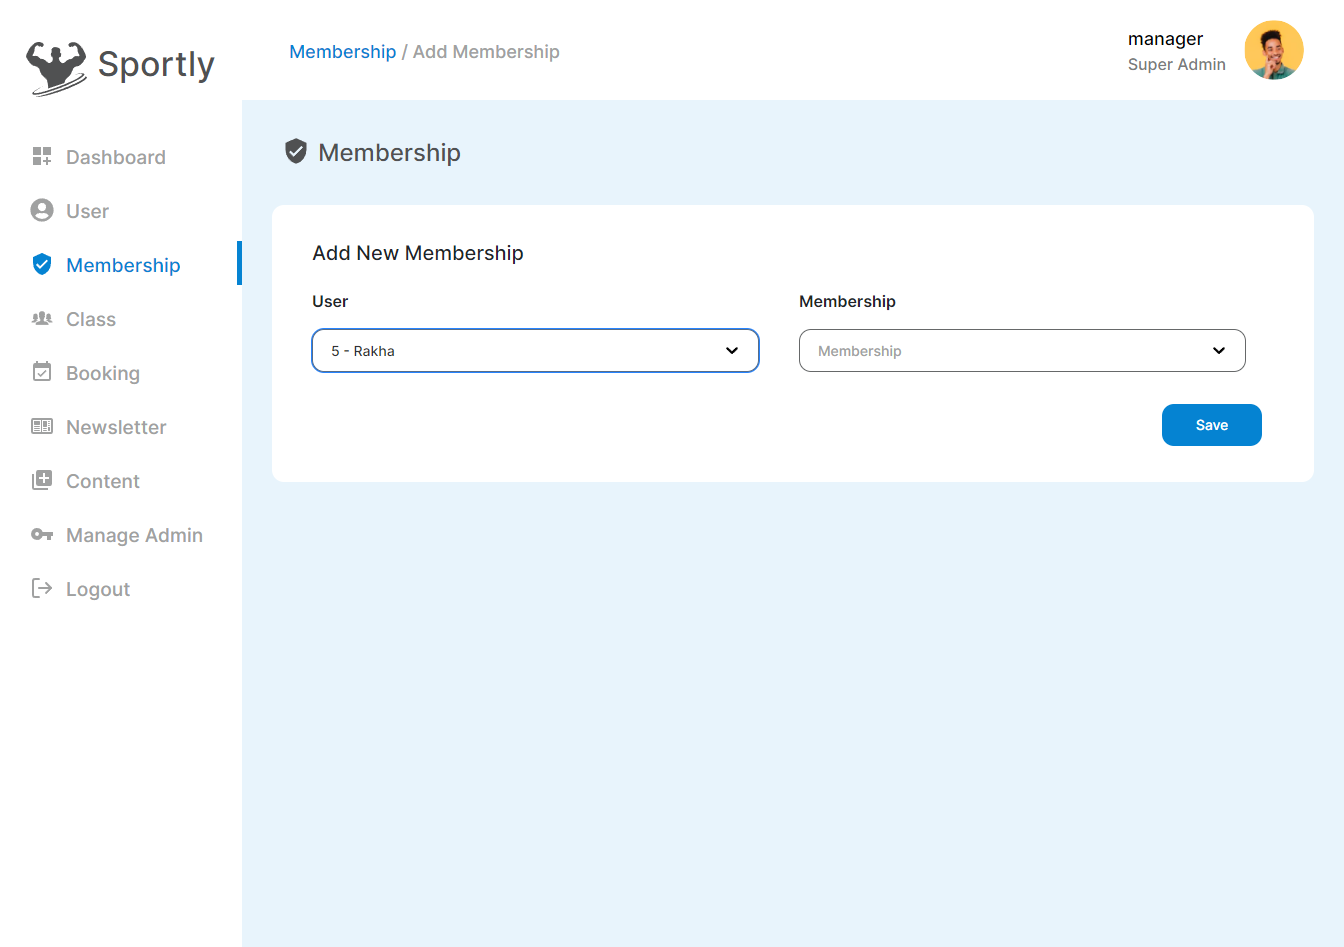 Sportly
Membership / Add Membership
manager
Super Admin
Dashboard
User
Membership
Class
Booking
Newsletter
Content
Manage Admin
Logout
Membership
Add New Membership
User
Membership
5 - Rakha
Membership
Save